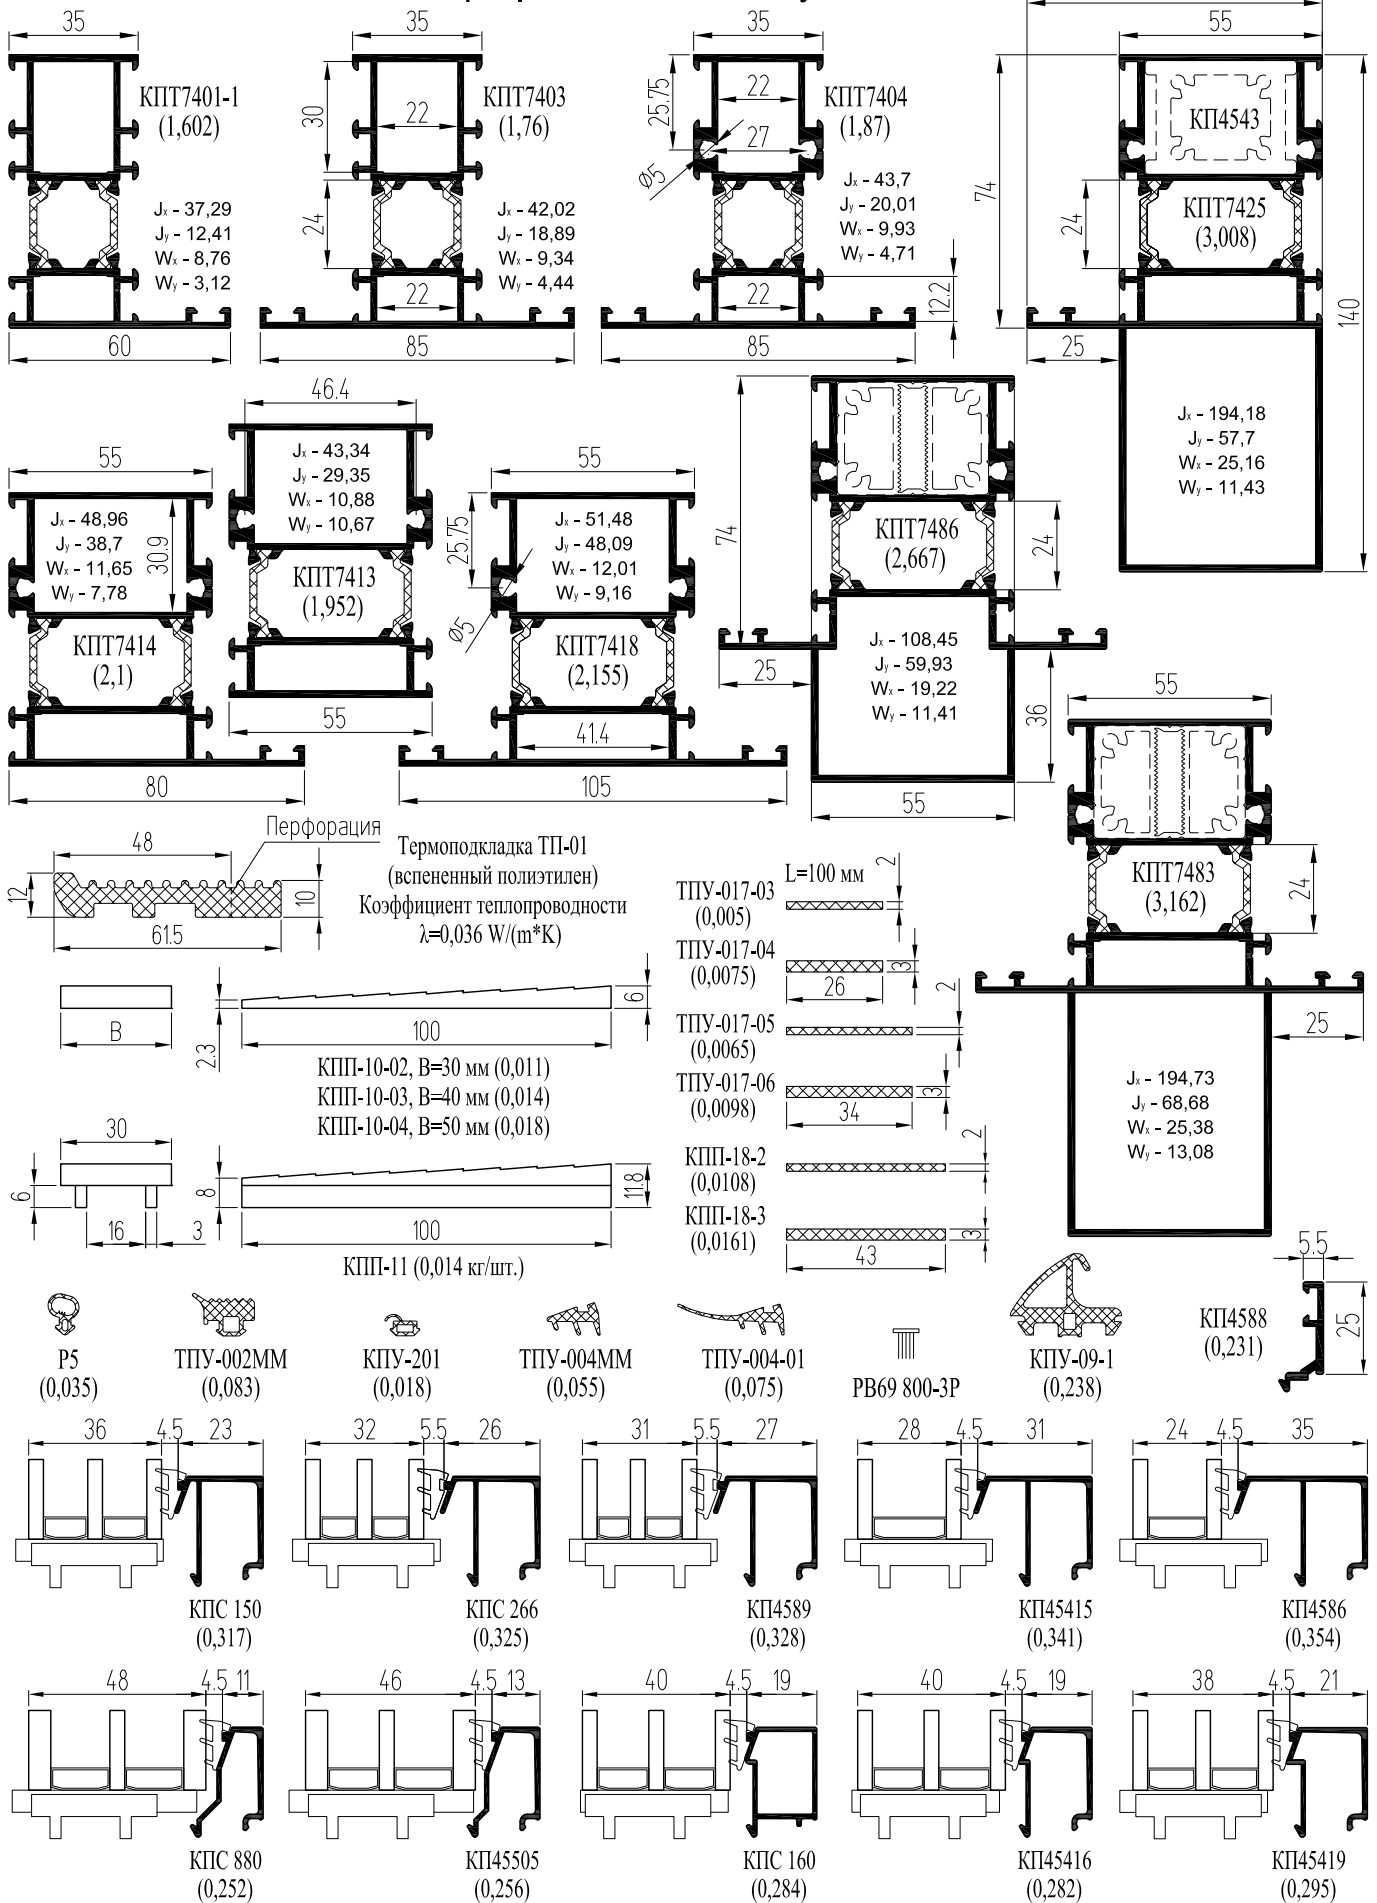 35
КПТ7401-1
(1,602)
Jx - 37,29
Jy - 12,41
Wx - 8,76
Wy - 3,12
60
35
30
22
КПТ7403
(1,76)
24
Jx - 42,02
Jy - 18,89
Wx - 9,34
Wy - 4,44
22
85
35
25.75
22
27
Ø5
КПТ7404
(1,87)
Jx - 43,7
Jy - 20,01
Wx - 9,93
Wy - 4,71
22
12.2
85
55
74
КП4543
24
КПТ7425
(3,008)
140
25
Jx - 194,18
Jy - 57,7
Wx - 25,16
Wy - 11,43
55
Jx - 48,96
Jy - 38,7
Wx - 11,65
Wy - 7,78
30.9
КПТ7414
(2,1)
80
46.4
Jx - 43,34
Jy - 29,35
Wx - 10,88
Wy - 10,67
КПТ7413
(1,952)
55
55
25.75
Ø5
Jx - 51,48
Jy - 48,09
Wx - 12,01
Wy - 9,16
КПТ7418
(2,155)
41.4
105
74
КПТ7486
(2,667)
24
25
Jx - 108,45
Jy - 59,93
Wx - 19,22
Wy - 11,41
36
55
55
КПТ7483
(3,162)
24
25
Jx - 194,73
Jy - 68,68
Wx - 25,38
Wy - 13,08
48
Перфорация
12
10
61.5
Термоподкладка ТП-01
(вспененный полиэтилен)
Коэффициент теплопроводности
λ=0,036 W/(m*K)
B
2.3
6
100
КПП-10-02, В=30 мм (0,011)
КПП-10-03, В=40 мм (0,014)
КПП-10-04, В=50 мм (0,018)
30
6
16
3
8
11.8
100
КПП-11 (0,014 кг/шт.)
L=100 мм
ТПУ-017-03
(0,005)
2
ТПУ-017-04
(0,0075)
3
26
ТПУ-017-05
(0,0065)
2
ТПУ-017-06
(0,0098)
3
34
КПП-18-2
(0,0108)
2
КПП-18-3
(0,0161)
3
43
Р5
(0,035)
ТПУ-002ММ
(0,083)
КПУ-201
(0,018)
ТПУ-004ММ
(0,055)
ТПУ-004-01
(0,075)
РВ69 800-3Р
КПУ-09-1
(0,238)
КП4588
(0,231)
5.5
25
36 4.5 23
КПС 150
(0,317)
32 5.5 26
КПС 266
(0,325)
31 5.5 27
КП4589
(0,328)
28 4.5 31
КП45415
(0,341)
24 4.5 35
КП4586
(0,354)
48 4.5 11
КПС 880
(0,252)
46 4.5 13
КП45505
(0,256)
40 4.5 19
КПС 160
(0,284)
40 4.5 19
КП45416
(0,282)
38 4.5 21
КП45419
(0,295)